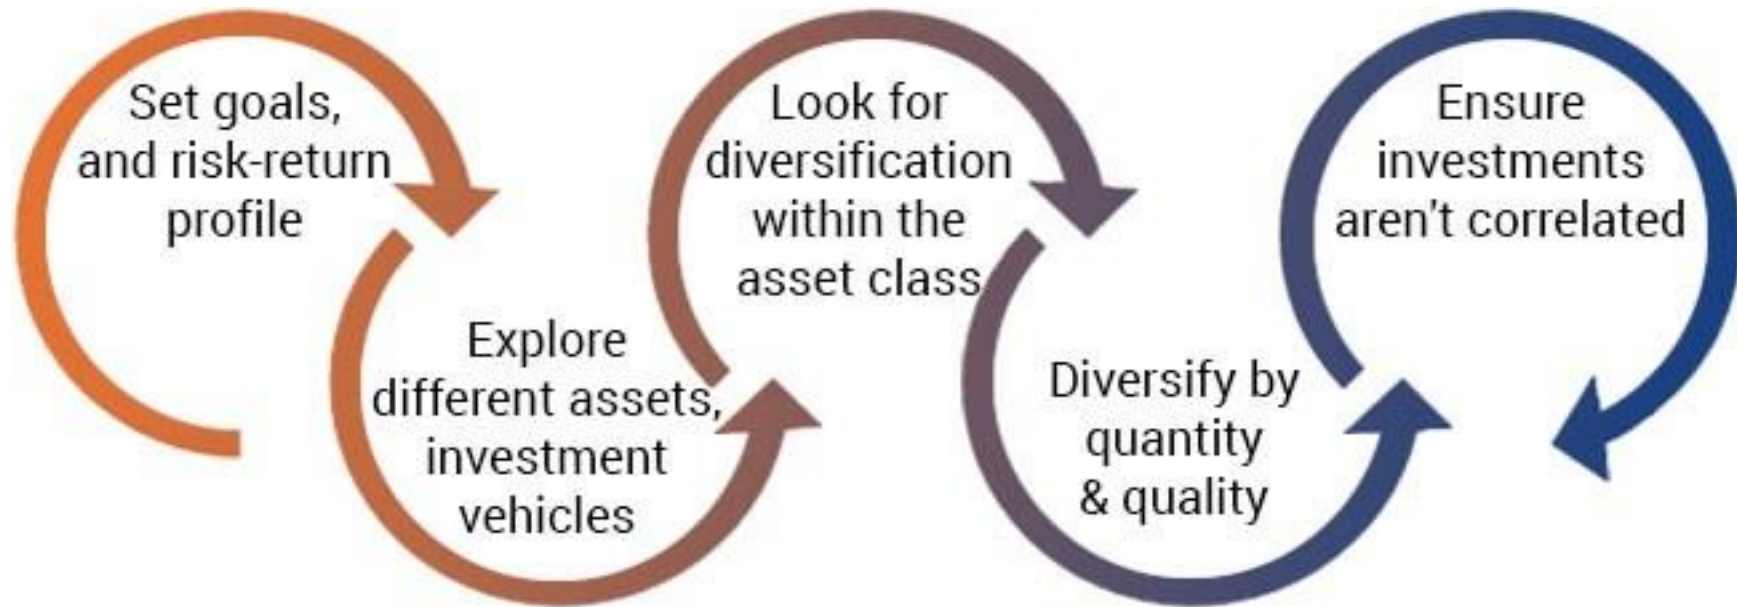 Set goals,
and risk-return
profile
Explore
different assets,
investment
vehicles
Look for
diversification
within the
asset class
Diversify by
quantity
& quality
Ensure
investments
aren't correlated